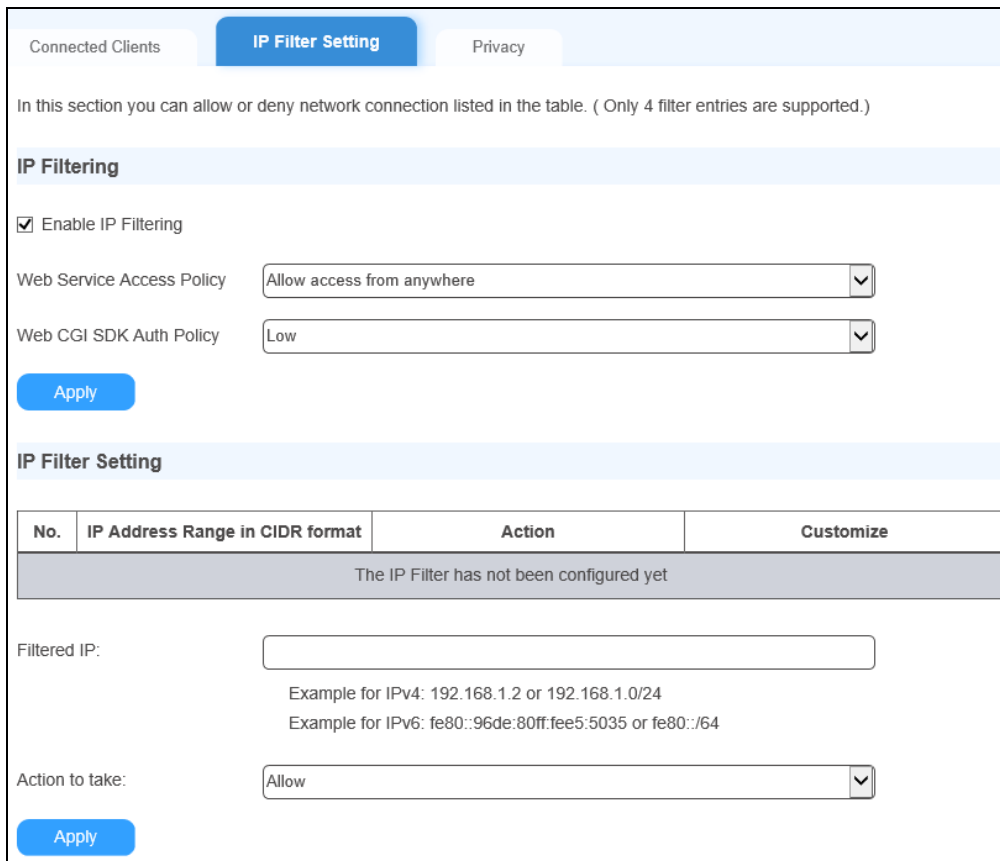 Connected Clients IP Filter Setting Privacy
In this section you can allow or deny network connection listed in the table. ( Only 4 filter entries are supported.)
IP Filtering
Enable IP Filtering
Web Service Access Policy Allow access from anywhere
Web CGI SDK Auth Policy Low
Apply
IP Filter Setting
No. IP Address Range in CIDR format Action Customize
The IP Filter has not been configured yet
Filtered IP:
Example for IPv4: 192.168.1.2 or 192.168.1.0/24
Example for IPv6: fe80::96de:80ff:fee5:5035 or fe80::/64
Action to take: Allow
Apply